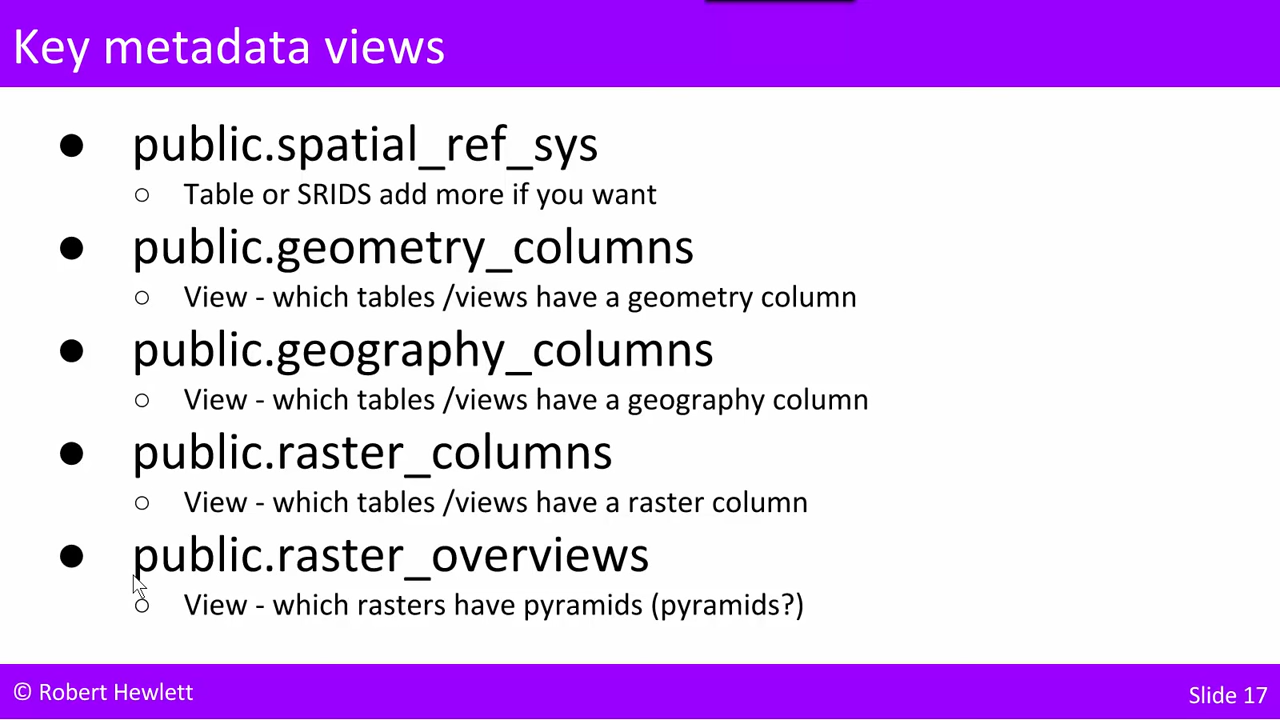 Key metadata views
● public.spatial_ref_sys
○ Table or SRIDS add more if you want
● public.geometry_columns
○ View - which tables /views have a geometry column
● public.geography_columns
○ View - which tables /views have a geography column
● public.raster_columns
○ View - which tables /views have a raster column
● public.raster_overviews
○ View - which rasters have pyramids (pyramids?)
© Robert Hewlett
Slide 17